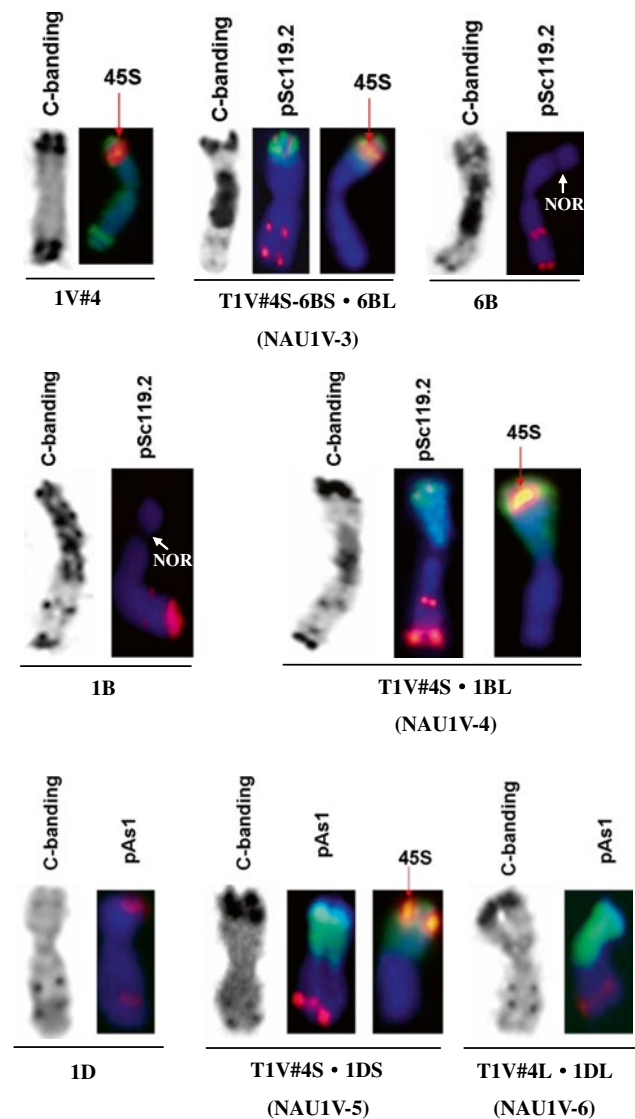 C-banding
45S
C-banding
pSc119.2
45S
C-banding
pSc119.2
NOR
1V#4
T1V#4S-6BS • 6BL
(NAU1V-3)
6B
C-banding
pSc119.2
NOR
C-banding
pSc119.2
45S
1B
T1V#4S • 1BL
(NAU1V-4)
C-banding
pAs1
C-banding
pAs1
45S
C-banding
pAs1
1D
T1V#4S • 1DS
(NAU1V-5)
T1V#4L • 1DL
(NAU1V-6)